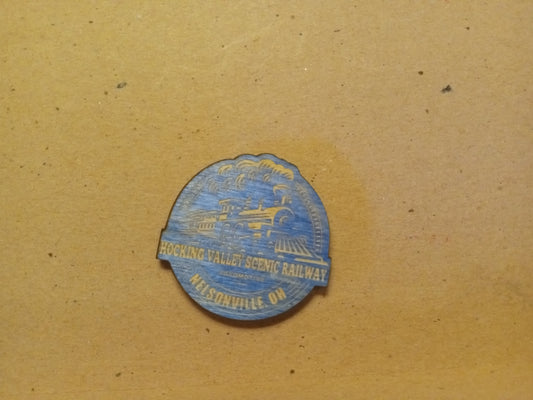 HOCKING VALLEY SCENIC RAILWAY
NELSONVILLE, OH